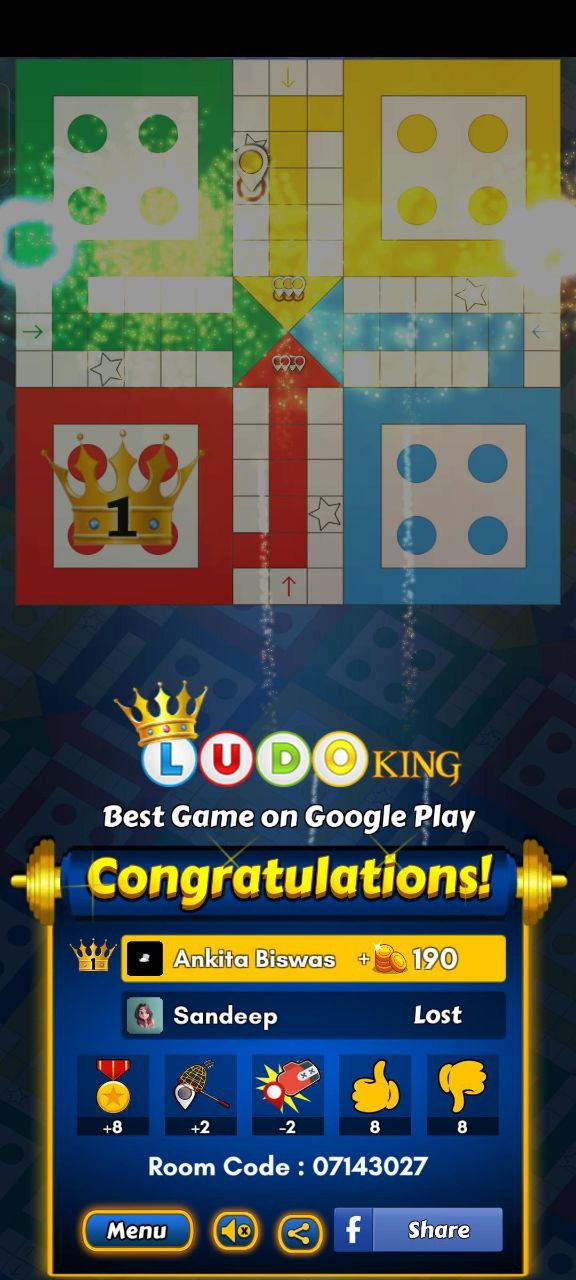 1
LUDO KING
Best Game on Google Play
Congratulations!
1 Ankita Biswas + 190
Sandeep Lost
+8 +2 -2 8 8
Room Code : 07143027
Menu f Share